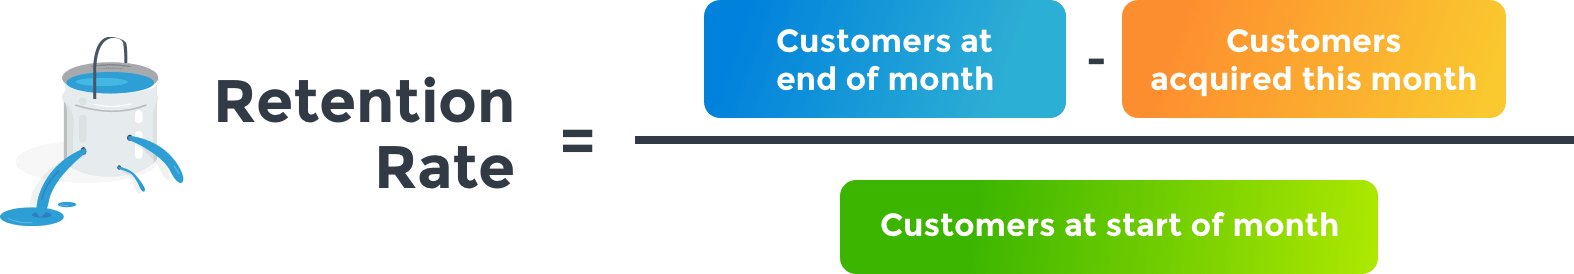 Retention
Rate
=
Customers at
end of month
-
Customers
acquired this month
Customers at start of month